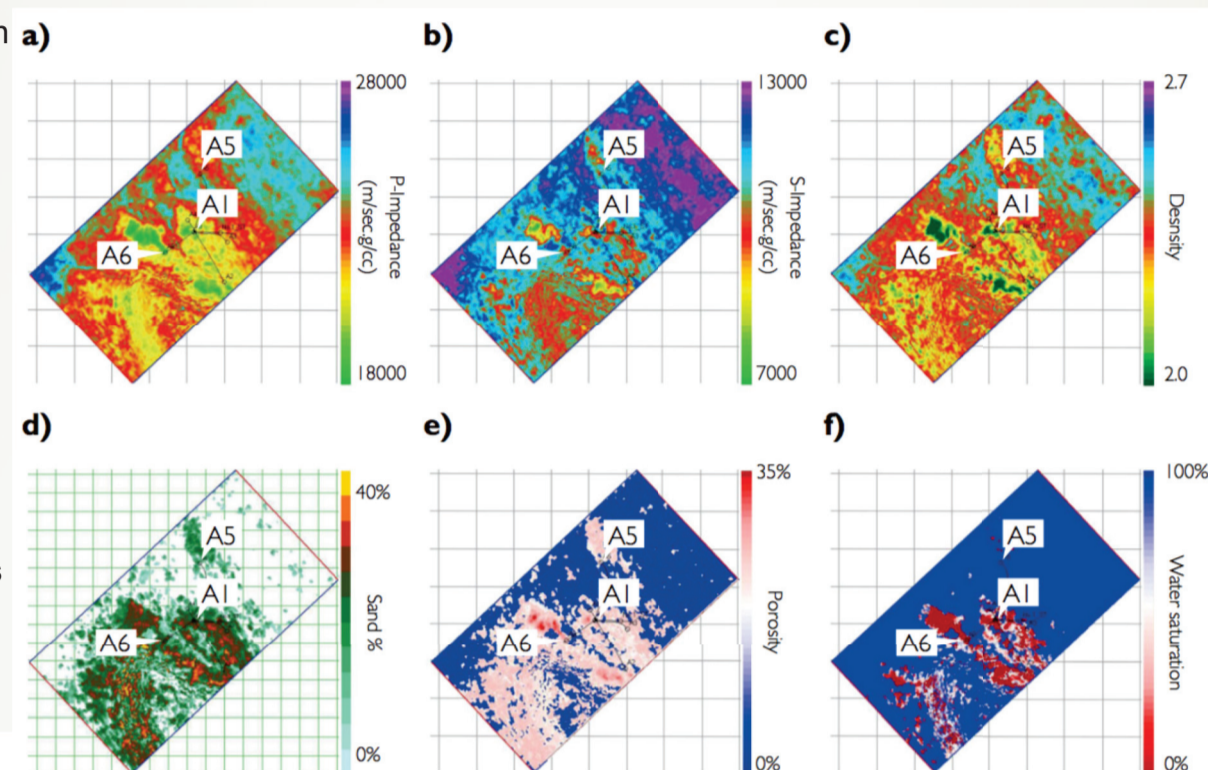 a)
28000
A5
A1
A6
P-Impedance
(m/sec.g/cc)
18000
b)
13000
A5
A1
A6
S-Impedance
(m/sec.g/cc)
7000
c)
2.7
A5
A1
A6
Desnsity
2.0
d)
40%
A5
A1
A6
Sand %
0%
e)
35%
A5
A1
A6
Porosity
0%
f)
100%
A5
A1
A6
Water saturation
0%